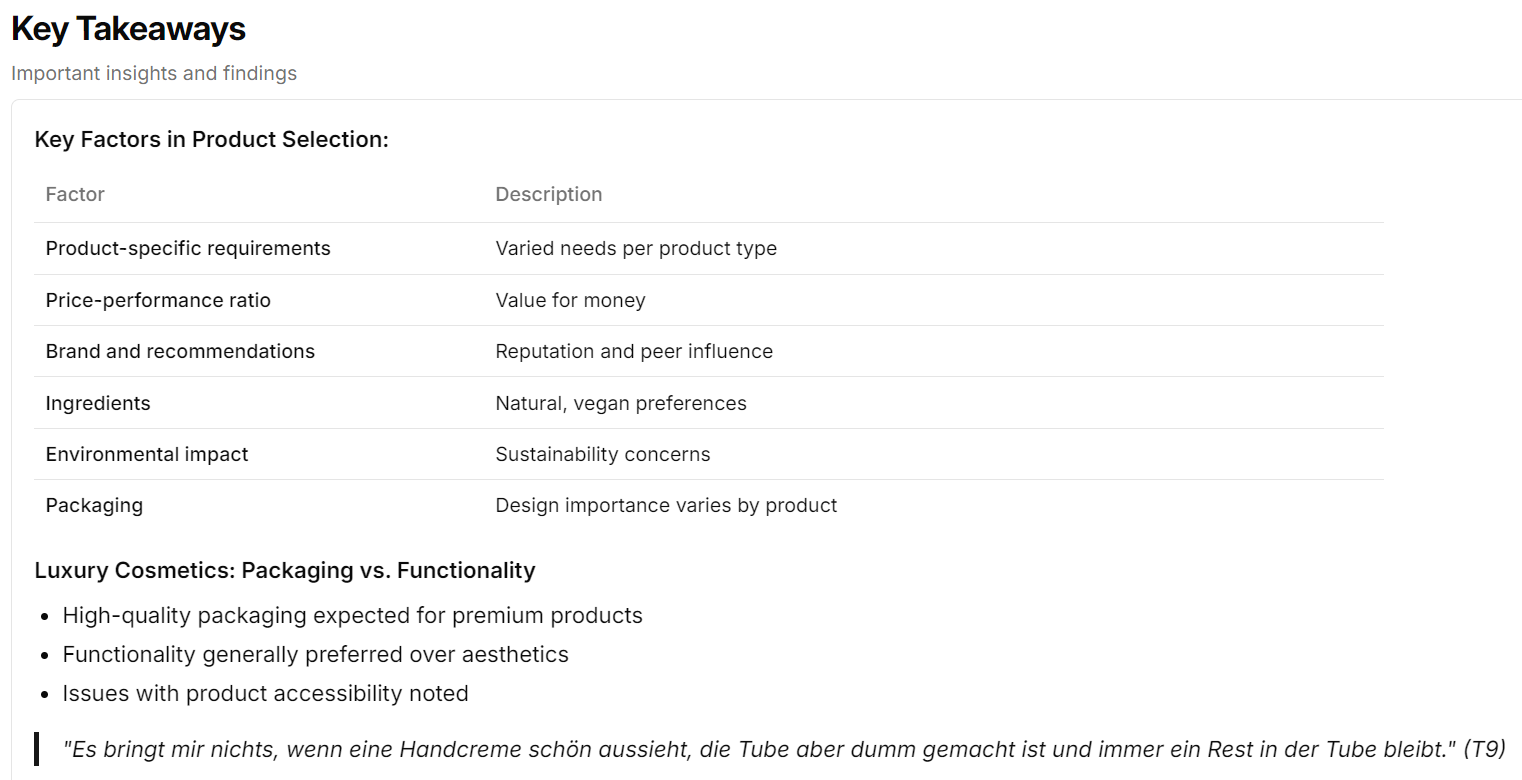 Key Takeaways
Important insights and findings
Key Factors in Product Selection:
Factor Description
Product-specific requirements Varied needs per product type
Price-performance ratio Value for money
Brand and recommendations Reputation and peer influence
Ingredients Natural, vegan preferences
Environmental impact Sustainability concerns
Packaging Design importance varies by product
Luxury Cosmetics: Packaging vs. Functionality
• High-quality packaging expected for premium products
• Functionality generally preferred over aesthetics
• Issues with product accessibility noted
"Es bringt mir nichts, wenn eine Handcreme schön aussieht, die Tube aber dumm gemacht ist und immer ein Rest in der Tube bleibt." (T9)